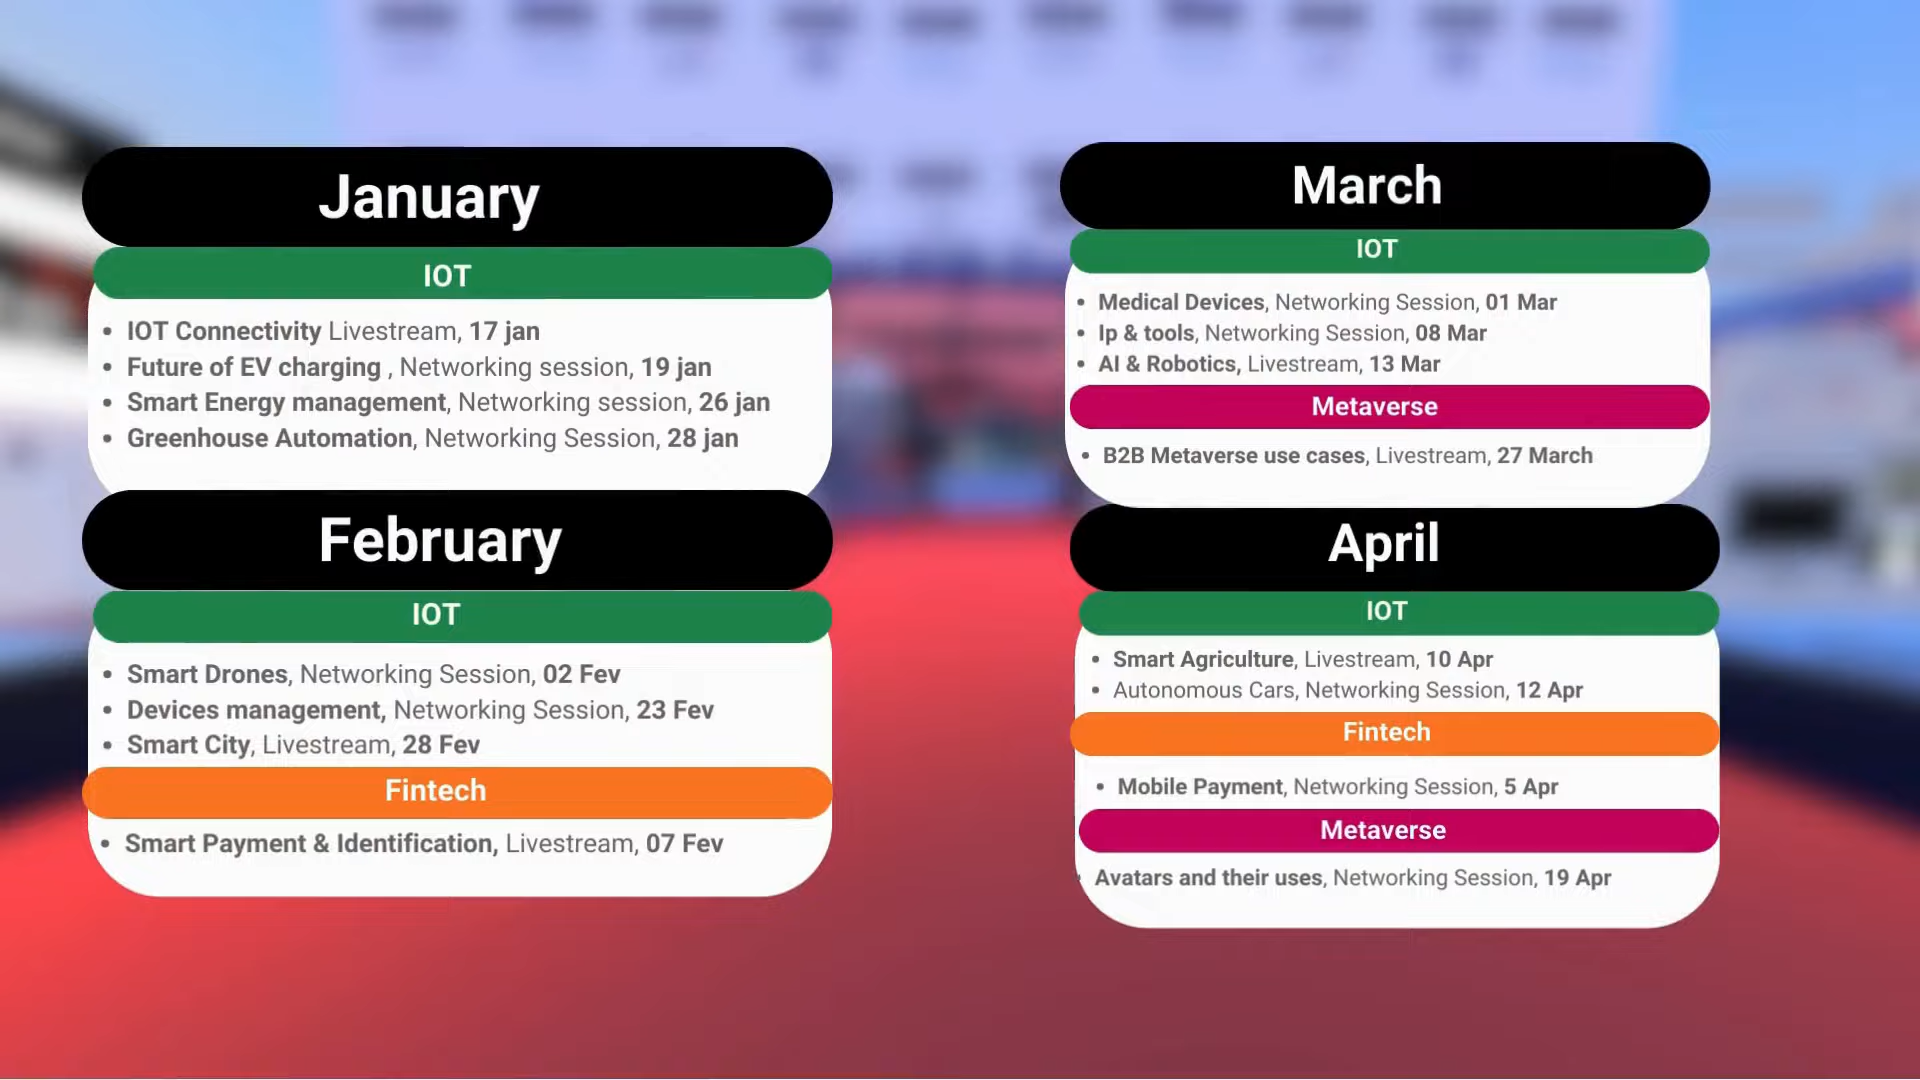 January
IOT
• IOT Connectivity Livestream, 17 jan
• Future of EV charging , Networking session, 19 jan
• Smart Energy management, Networking session, 26 jan
• Greenhouse Automation, Networking Session, 28 jan
February
IOT
• Smart Drones, Networking Session, 02 Fev
• Devices management, Networking Session, 23 Fev
• Smart City, Livestream, 28 Fev
Fintech
• Smart Payment & Identification, Livestream, 07 Fev
March
IOT
• Medical Devices, Networking Session, 01 Mar
• Ip & tools, Networking Session, 08 Mar
• AI & Robotics, Livestream, 13 Mar
Metaverse
• B2B Metaverse use cases, Livestream, 27 March
April
IOT
• Smart Agriculture, Livestream, 10 Apr
• Autonomous Cars, Networking Session, 12 Apr
Fintech
• Mobile Payment, Networking Session, 5 Apr
Metaverse
• Avatars and their uses, Networking Session, 19 Apr